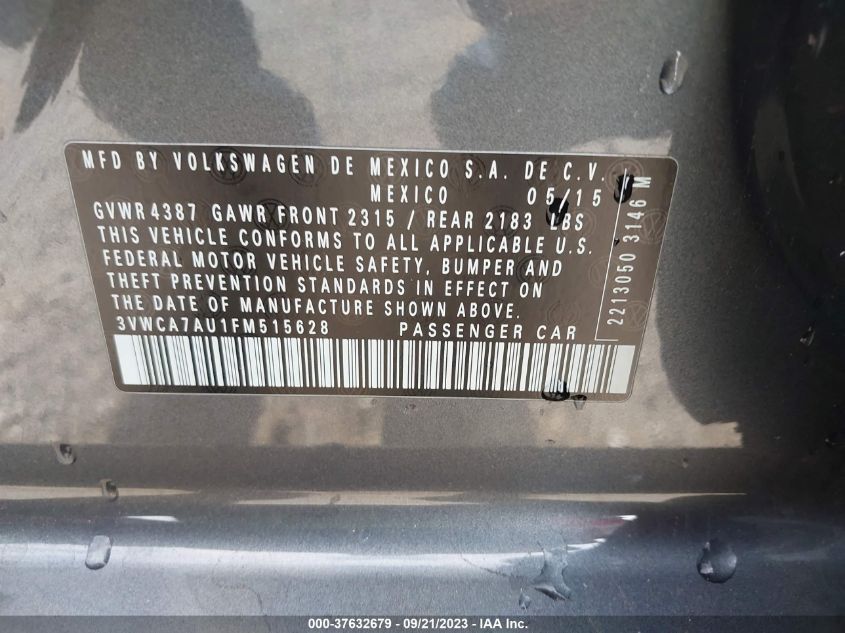 MFD BY VOLKSWAGEN DE MEXICO S.A. DE C.V.
MEXICO 05/15
GVWR 4387 GAWR FRONT 2315 / REAR 2183 LBS
THIS VEHICLE CONFORMS TO ALL APPLICABLE U.S.
FEDERAL MOTOR VEHICLE SAFETY, BUMPER AND
THEFT PREVENTION STANDARDS IN EFFECT ON
THE DATE OF MANUFACTURE SHOWN ABOVE.
3VWCA7AU1FM515628 PASSENGER CAR
2213050 3146 M
000-37632679 - 09/21/2023 - IAA Inc.